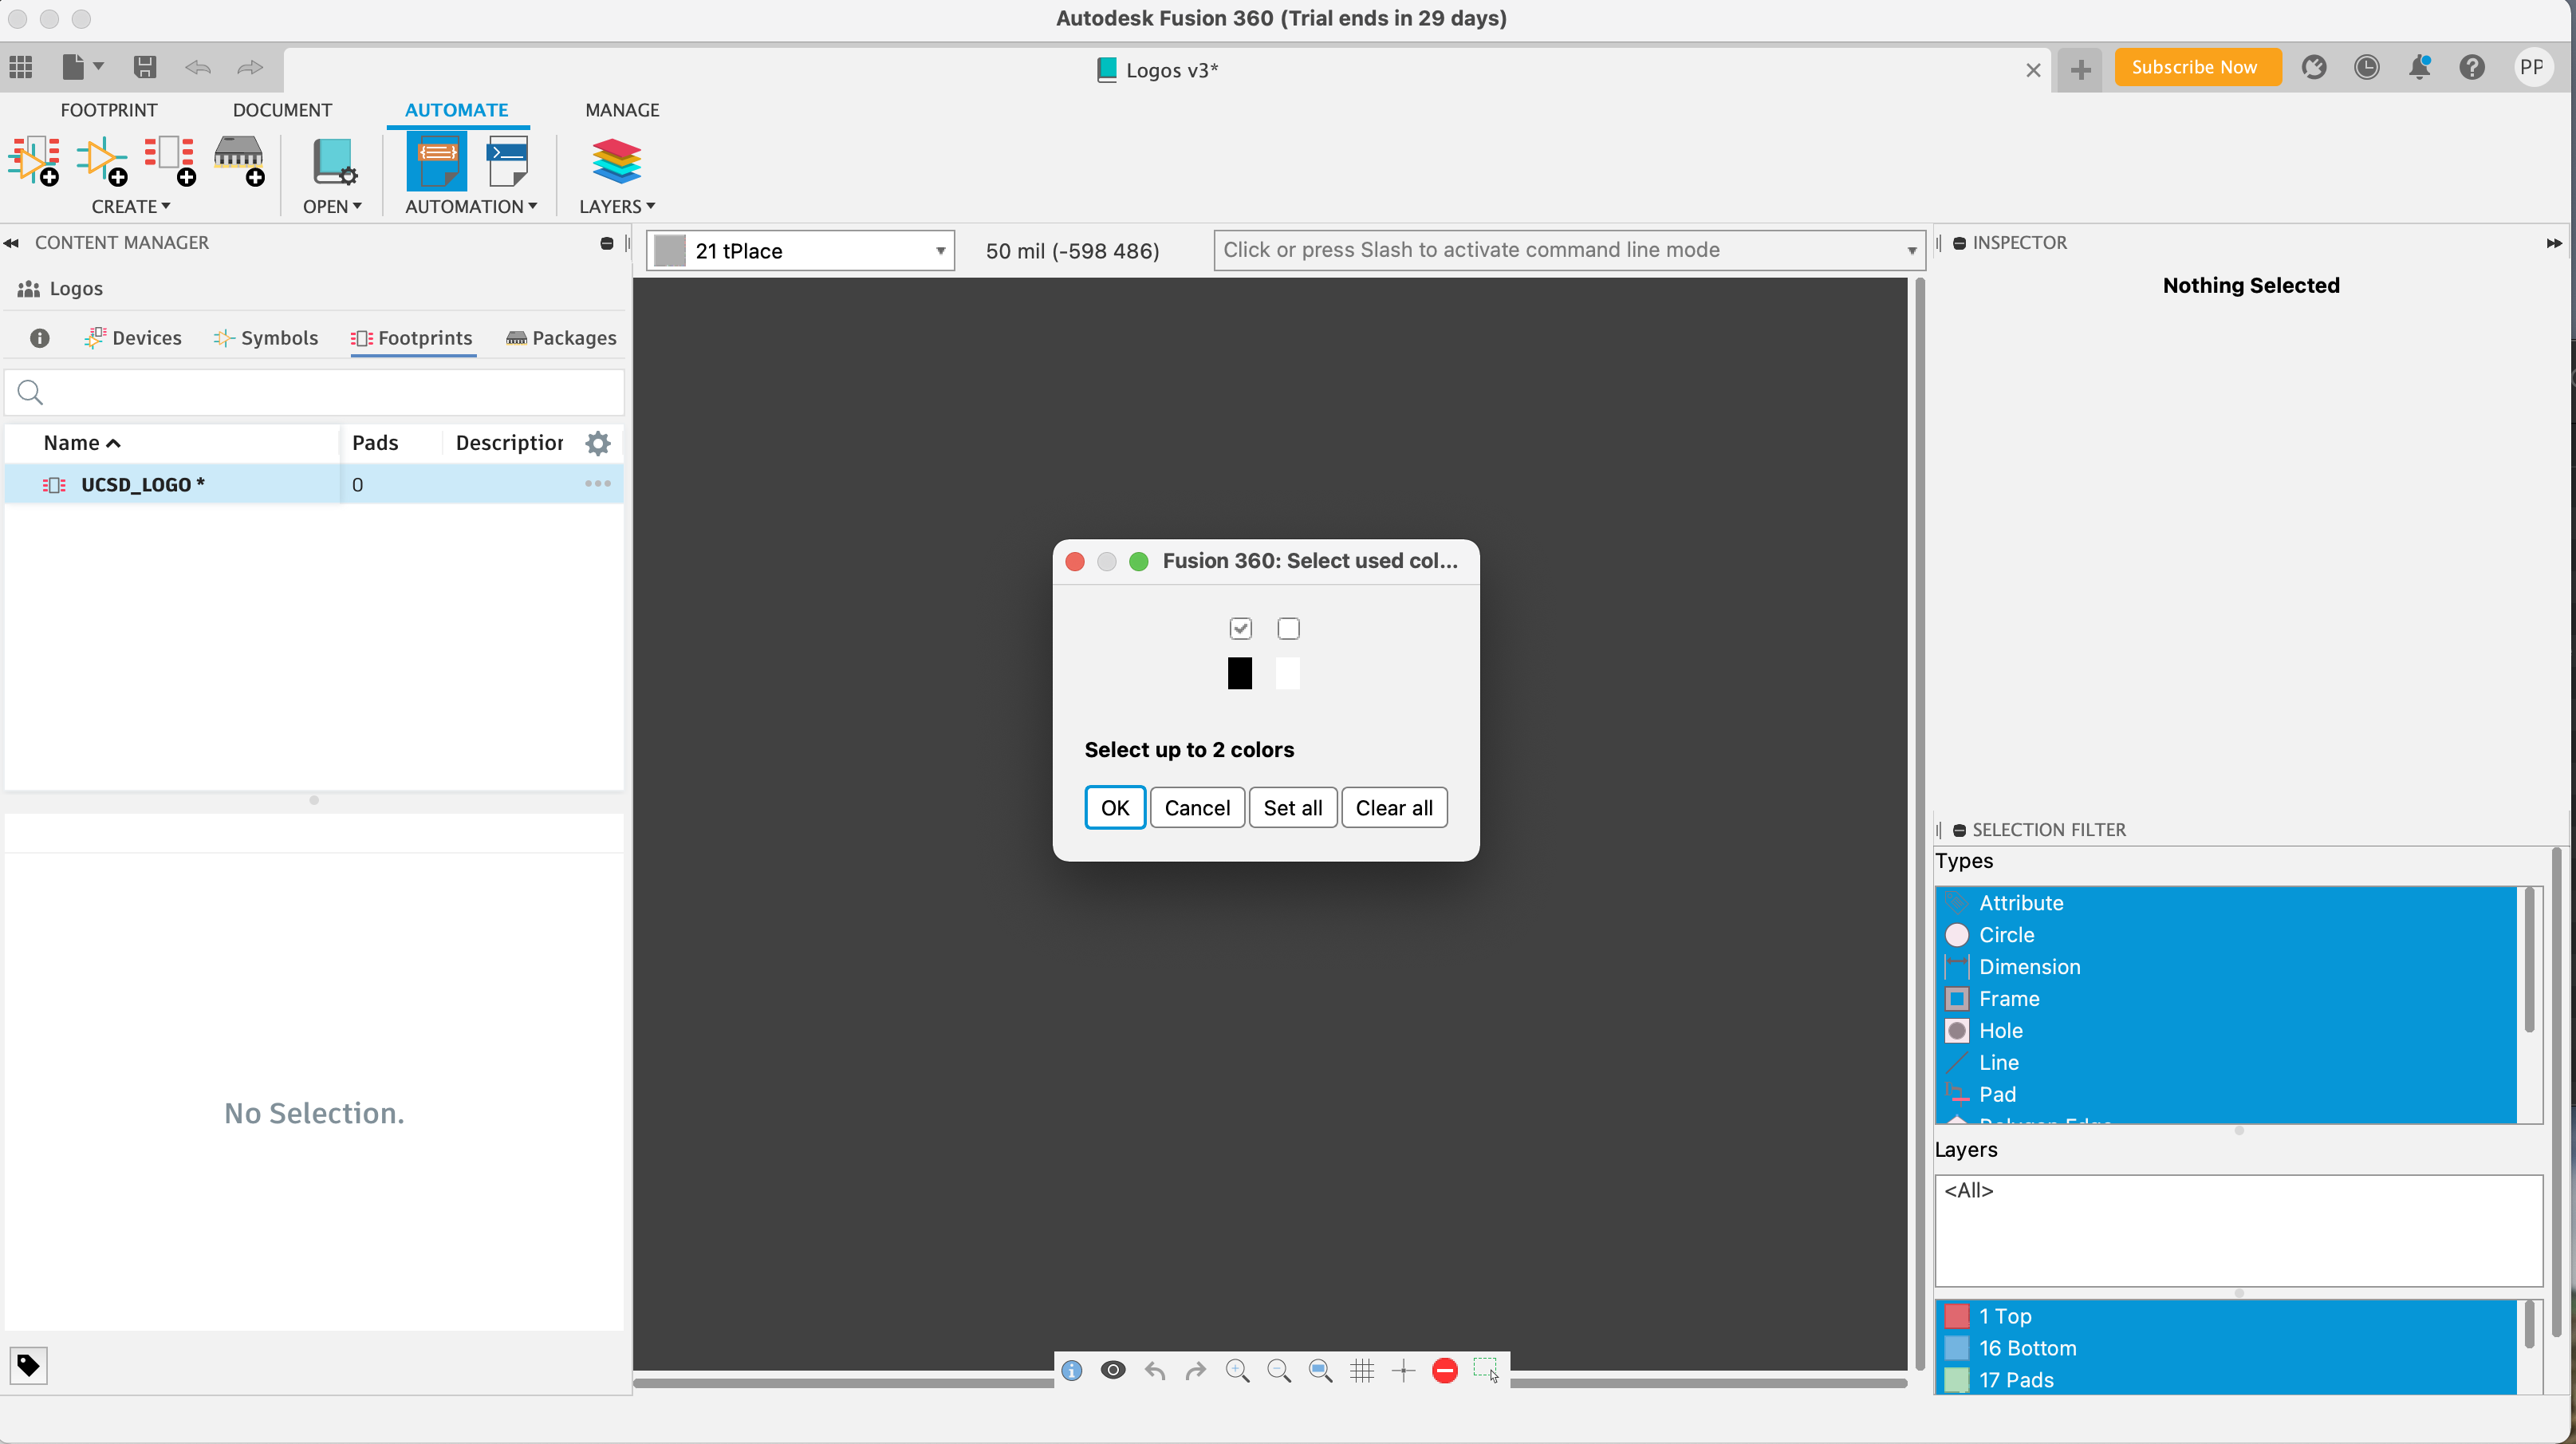 Autodesk Fusion 360 (Trial ends in 29 days)
Logos v3*
Subscribe Now
PP
FOOTPRINT
DOCUMENT
AUTOMATE
MANAGE
CREATE
OPEN
AUTOMATION
LAYERS
CONTENT MANAGER
21 tPlace
50 mil (-598 486)
Click or press Slash to activate command line mode
INSPECTOR
Nothing Selected
Logos
Devices
Symbols
Footprints
Packages
Name
Pads
Description
UCSD_LOGO *
0
Fusion 360: Select used col...
Select up to 2 colors
OK
Cancel
Set all
Clear all
No Selection.
SELECTION FILTER
Types
Attribute
Circle
Dimension
Frame
Hole
Line
Pad
Polygon Edge
Layers
<All>
1 Top
16 Bottom
17 Pads